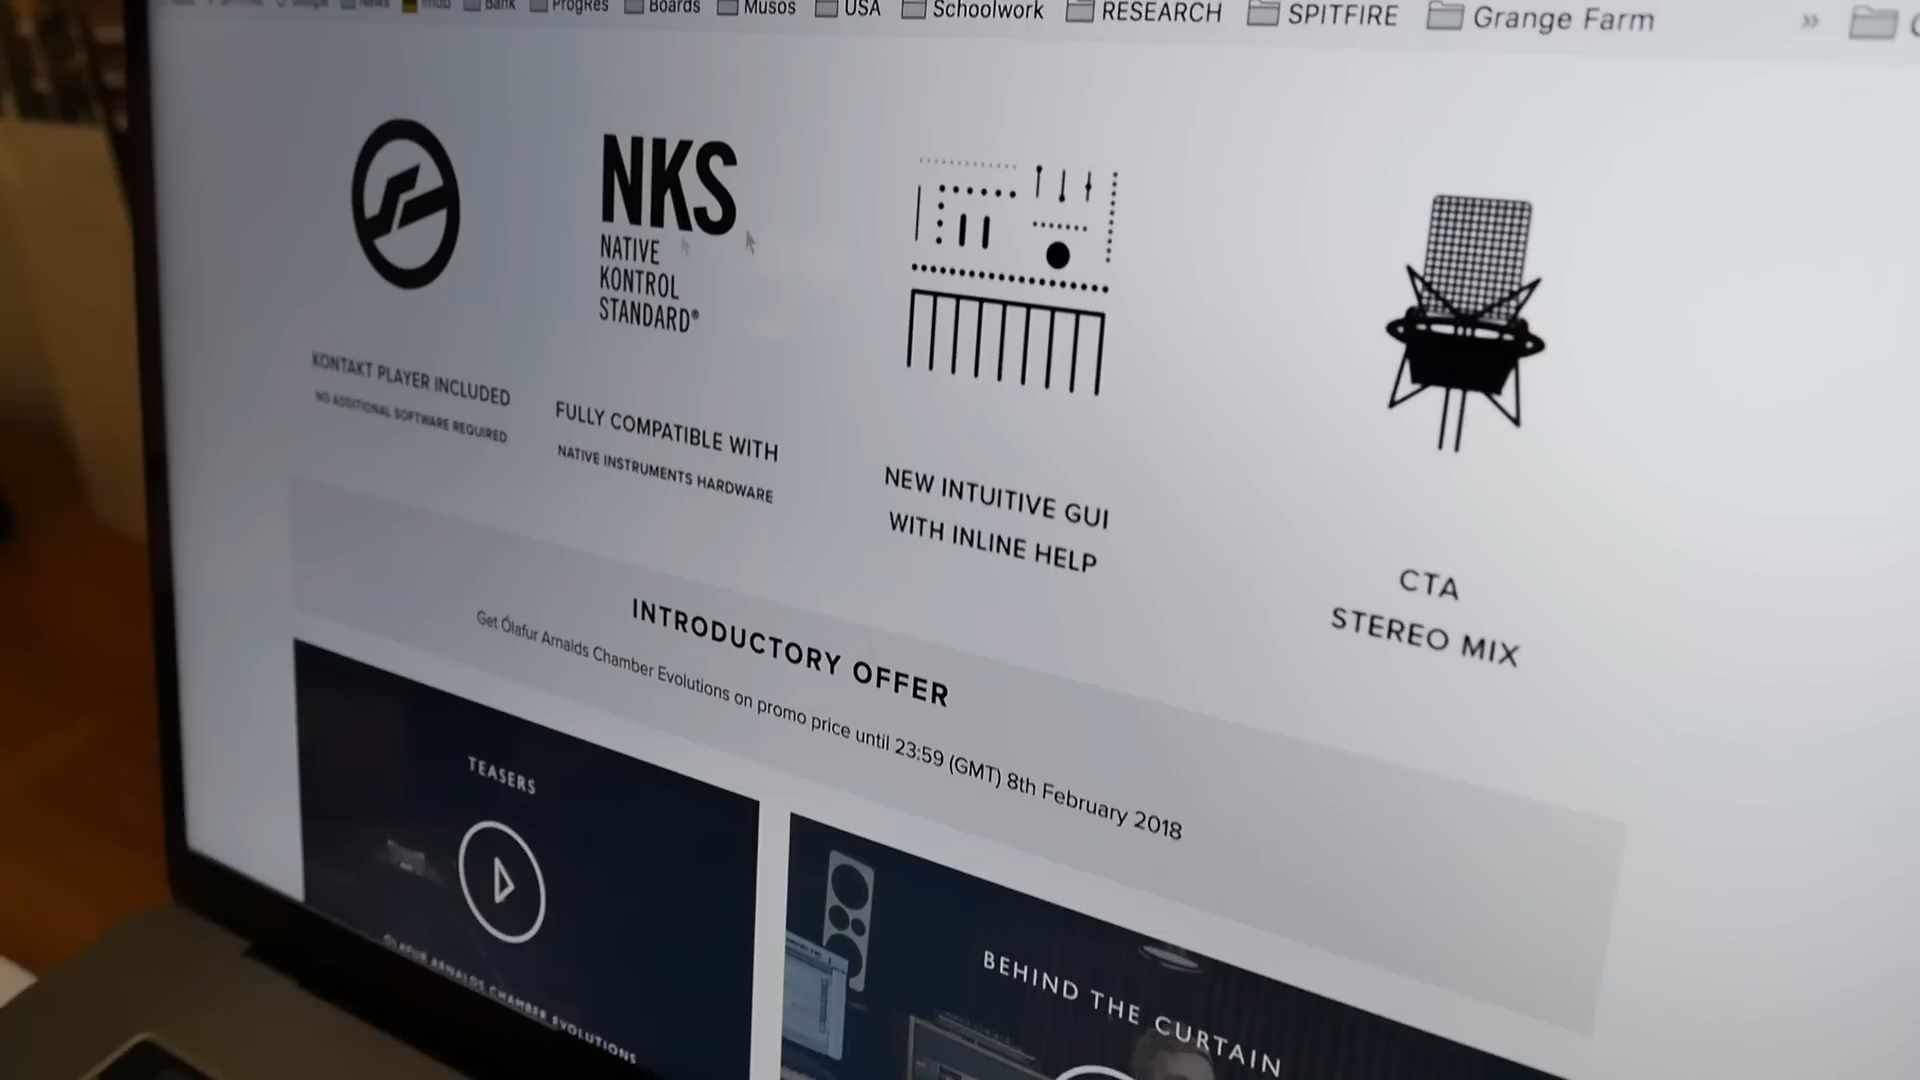 News
Bank
ProgRes
Boards
Musos
USA
Schoolwork
RESEARCH
SPITFIRE
Grange Farm
NKS
NATIVE
KONTROL
STANDARD®
KONTAKT PLAYER INCLUDED
NO ADDITIONAL SOFTWARE REQUIRED
FULLY COMPATIBLE WITH
NATIVE INSTRUMENTS HARDWARE
NEW INTUITIVE GUI
WITH INLINE HELP
CTA
STEREO MIX
INTRODUCTORY OFFER
Get Ólafur Arnalds Chamber Evolutions on promo price until 23:59 (GMT) 8th February 2018
TEASERS
ÓLAFUR ARNALDS CHAMBER EVOLUTIONS
BEHIND THE CURTAIN